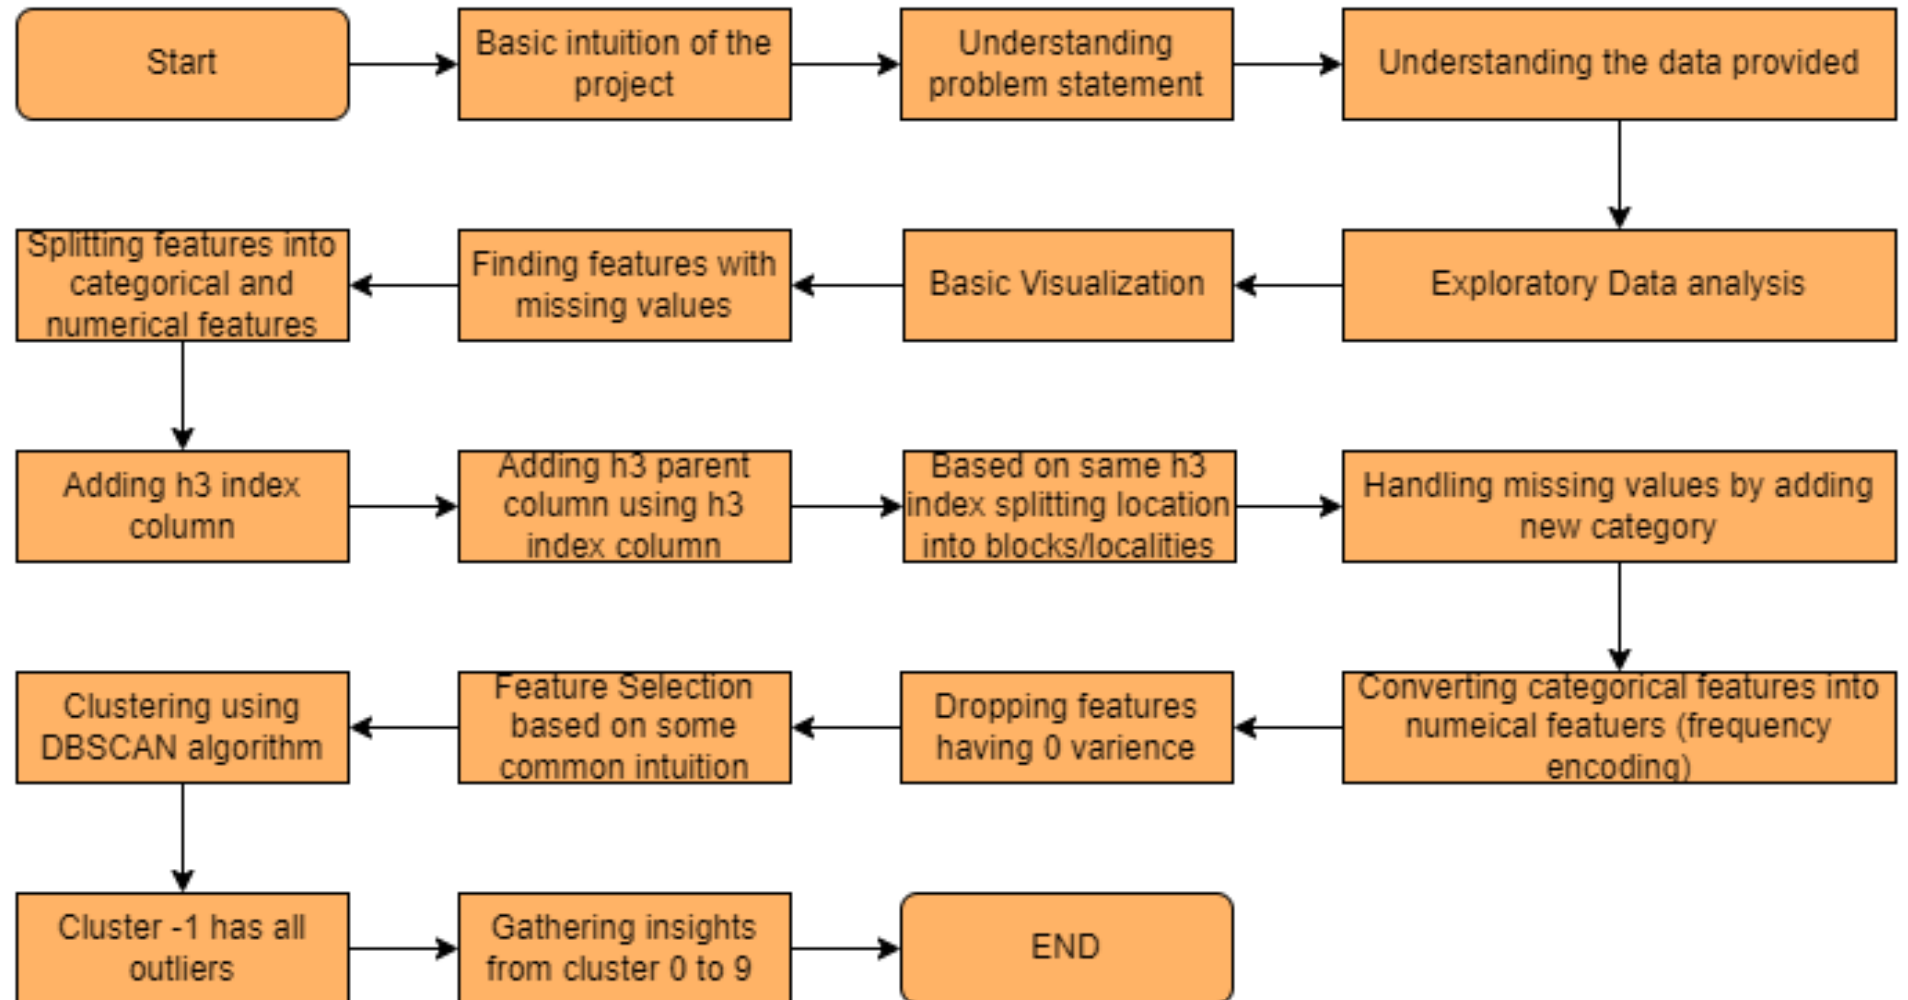 Start
Basic intuition of the
project
Understanding
problem statement
Understanding the data provided
Exploratory Data analysis
Basic Visualization
Finding features with
missing values
Splitting features into
categorical and
numerical features
Adding h3 index
column
Adding h3 parent
column using h3
index column
Based on same h3
index splitting location
into blocks/localities
Handling missing values by adding
new category
Converting categorical features into
numeical featuers (frequency
encoding)
Dropping features
having 0 varience
Feature Selection
based on some
common intuition
Clustering using
DBSCAN algorithm
Cluster -1 has all
outliers
Gathering insights
from cluster 0 to 9
END